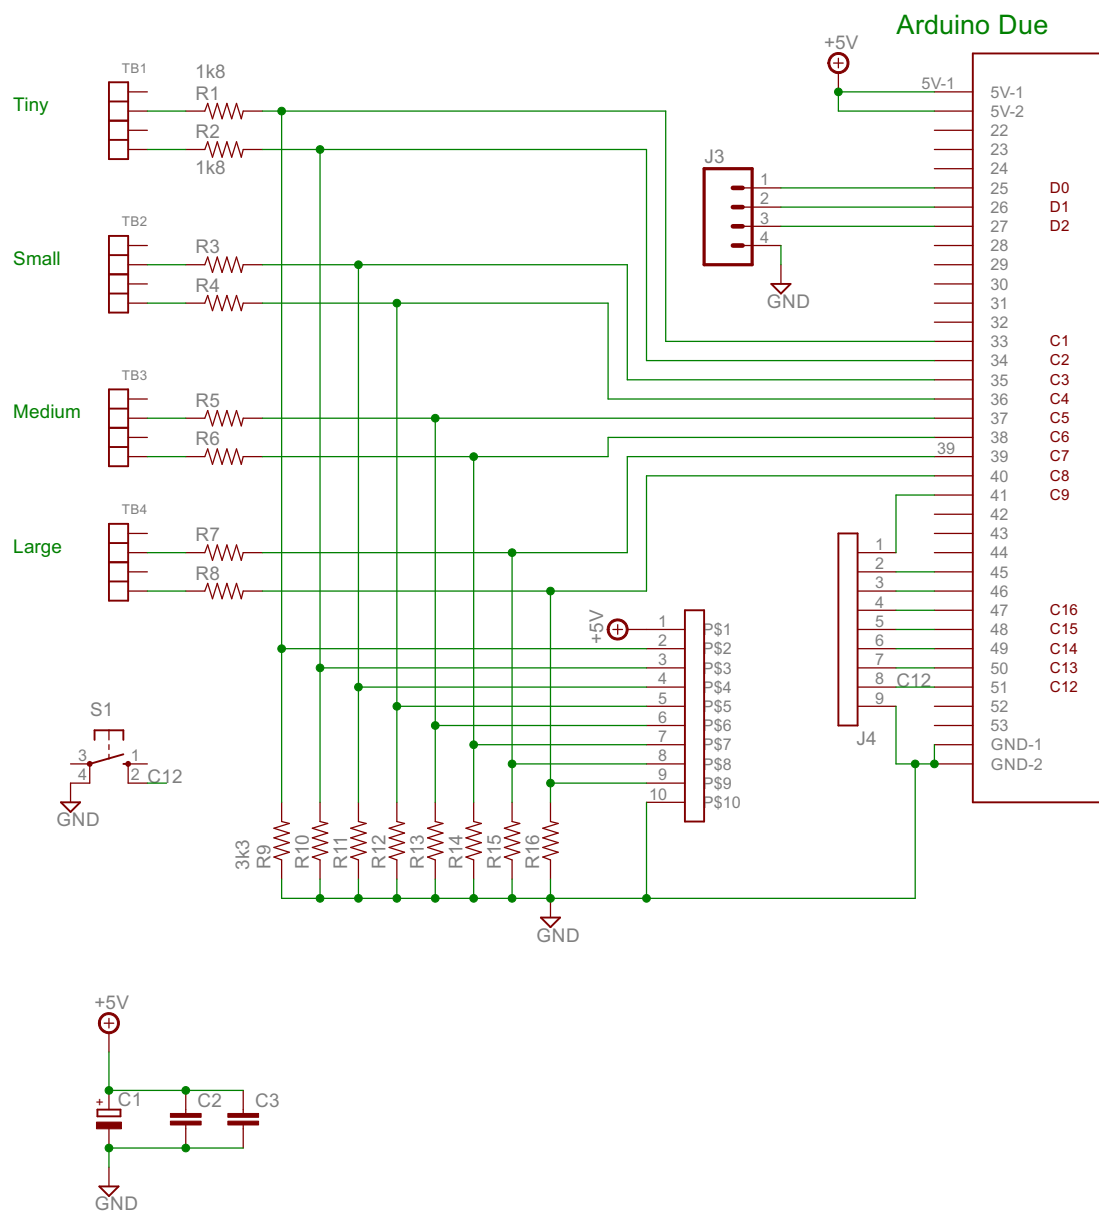 Arduino Due
+5V
TB1
1k8
R1
Tiny
R2
1k8
5V-1
5V-1
5V-2
22
23
24
25 D0
26 D1
27 D2
28
29
30
31
32
33 C1
34 C2
35 C3
36 C4
37 C5
38 C6
39
39 C7
40 C8
41 C9
42
43
44
45
46
47 C16
48 C15
49 C14
50 C13
51 C12
52
53
GND-1
GND-2
J3
1
2
3
4
GND
TB2
Small
R3
R4
TB3
Medium
R5
R6
TB4
Large
R7
R8
1
2
3
4
5
6
7
8 C12
9
J4
+5V
1 P$1
2 P$2
3 P$3
4 P$4
5 P$5
6 P$6
7 P$7
8 P$8
9 P$9
10 P$10
S1
3 1
4 2 C12
GND
3k3
R9
R10
R11
R12
R13
R14
R15
R16
GND
+5V
+
C1
C2
C3
GND